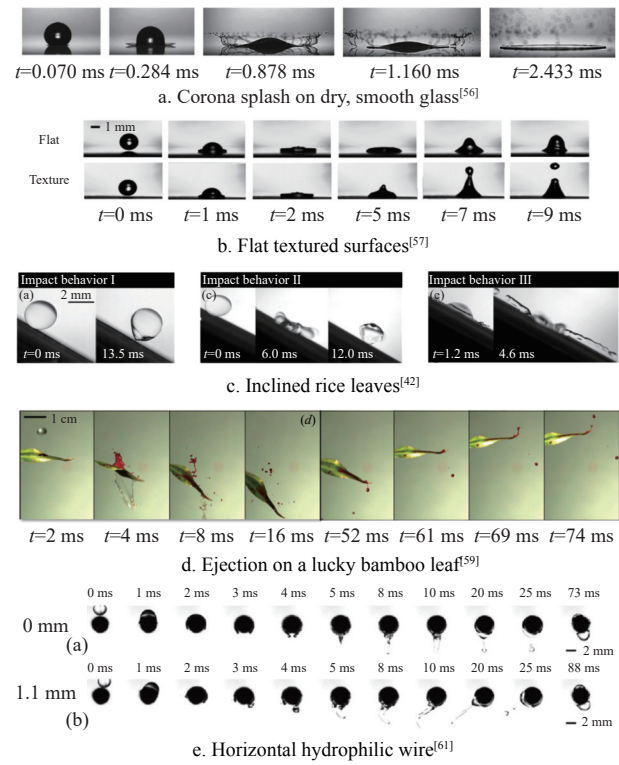 t=0.070 ms t=0.284 ms t=0.878 ms t=1.160 ms t=2.433 ms
a. Corona splash on dry, smooth glass[56]
1 mm
Flat
Texture
t=0 ms t=1 ms t=2 ms t=5 ms t=7 ms t=9 ms
b. Flat textured surfaces[57]
Impact behavior I Impact behavior II Impact behavior III
(a) 2 mm (c) (e)
t=0 ms 13.5 ms t=0 ms 6.0 ms 12.0 ms t=1.2 ms 4.6 ms
c. Inclined rice leaves[42]
1 cm (d)
t=2 ms t=4 ms t=8 ms t=16 ms t=52 ms t=61 ms t=69 ms t=74 ms
d. Ejection on a lucky bamboo leaf[59]
0 ms 1 ms 2 ms 3 ms 4 ms 5 ms 8 ms 10 ms 20 ms 25 ms 73 ms
0 mm
(a) 2 mm
0 ms 1 ms 2 ms 3 ms 4 ms 5 ms 8 ms 10 ms 20 ms 25 ms 88 ms
1.1 mm
(b) 2 mm
e. Horizontal hydrophilic wire[61]